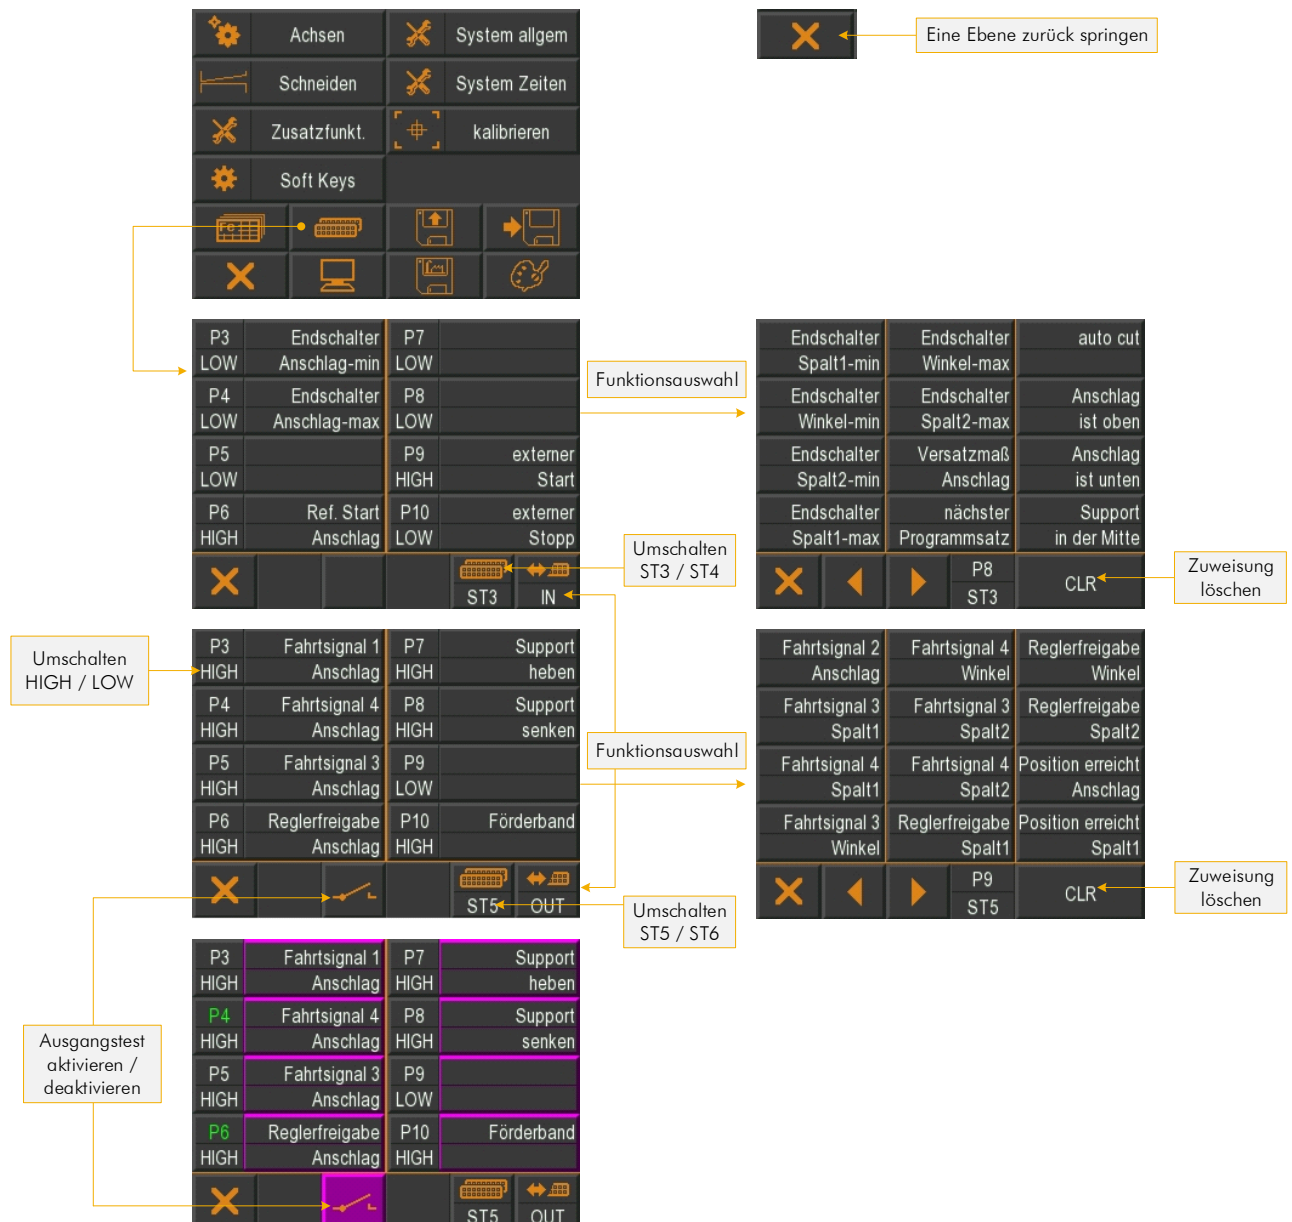 Achsen
System allgem
Schneiden
System Zeiten
Zusatzfunkt.
kalibrieren
Soft Keys
Fc
Eine Ebene zurück springen
P3
LOW
Endschalter
Anschlag-min
P7
LOW
P4
LOW
Endschalter
Anschlag-max
P8
LOW
P5
LOW
P9
HIGH
externer
Start
P6
HIGH
Ref. Start
Anschlag
P10
LOW
externer
Stopp
ST3
IN
Funktionsauswahl
Umschalten
ST3 / ST4
Endschalter
Spalt1-min
Endschalter
Winkel-max
auto cut
Endschalter
Winkel-min
Endschalter
Spalt2-max
Anschlag
ist oben
Endschalter
Spalt2-min
Versatzmaß
Anschlag
Anschlag
ist unten
Endschalter
Spalt1-max
nächster
Programmsatz
Support
in der Mitte
P8
ST3
CLR
Zuweisung
löschen
Umschalten
HIGH / LOW
P3
HIGH
Fahrtsignal 1
Anschlag
P7
HIGH
Support
heben
P4
HIGH
Fahrtsignal 4
Anschlag
P8
HIGH
Support
senken
P5
HIGH
Fahrtsignal 3
Anschlag
P9
LOW
P6
HIGH
Reglerfreigabe
Anschlag
P10
HIGH
Förderband
ST5
OUT
Funktionsauswahl
Umschalten
ST5 / ST6
Fahrtsignal 2
Anschlag
Fahrtsignal 4
Winkel
Reglerfreigabe
Winkel
Fahrtsignal 3
Spalt1
Fahrtsignal 3
Spalt2
Reglerfreigabe
Spalt2
Fahrtsignal 4
Spalt1
Fahrtsignal 4
Spalt2
Position erreicht
Anschlag
Fahrtsignal 3
Winkel
Reglerfreigabe
Spalt1
Position erreicht
Spalt1
P9
ST5
CLR
Zuweisung
löschen
Ausgangstest
aktivieren /
deaktivieren
P3
HIGH
Fahrtsignal 1
Anschlag
P7
HIGH
Support
heben
P4
HIGH
Fahrtsignal 4
Anschlag
P8
HIGH
Support
senken
P5
HIGH
Fahrtsignal 3
Anschlag
P9
LOW
P6
HIGH
Reglerfreigabe
Anschlag
P10
HIGH
Förderband
ST5
OUT